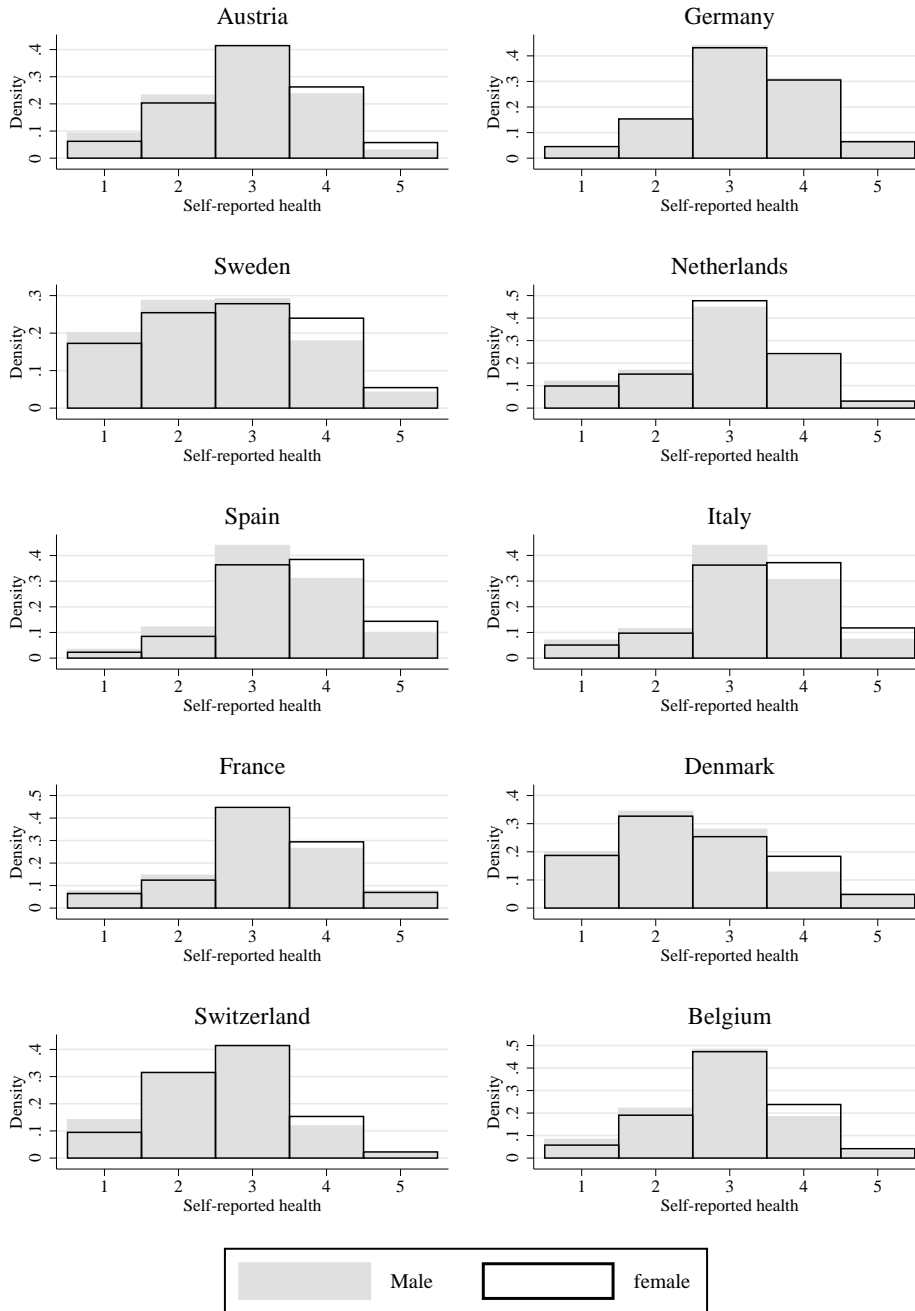 Austria
Density
0 .1 .2 .3 .4
1 2 3 4 5
Self-reported health
Germany
Density
0 .1 .2 .3 .4
1 2 3 4 5
Self-reported health
Sweden
Density
0 .1 .2 .3
1 2 3 4 5
Self-reported health
Netherlands
Density
0 .1 .2 .3 .4 .5
1 2 3 4 5
Self-reported health
Spain
Density
0 .1 .2 .3 .4
1 2 3 4 5
Self-reported health
Italy
Density
0 .1 .2 .3 .4
1 2 3 4 5
Self-reported health
France
Density
0 .1 .2 .3 .4 .5
1 2 3 4 5
Self-reported health
Denmark
Density
0 .1 .2 .3 .4
1 2 3 4 5
Self-reported health
Switzerland
Density
0 .1 .2 .3 .4
1 2 3 4 5
Self-reported health
Belgium
Density
0 .1 .2 .3 .4 .5
1 2 3 4 5
Self-reported health
Male female